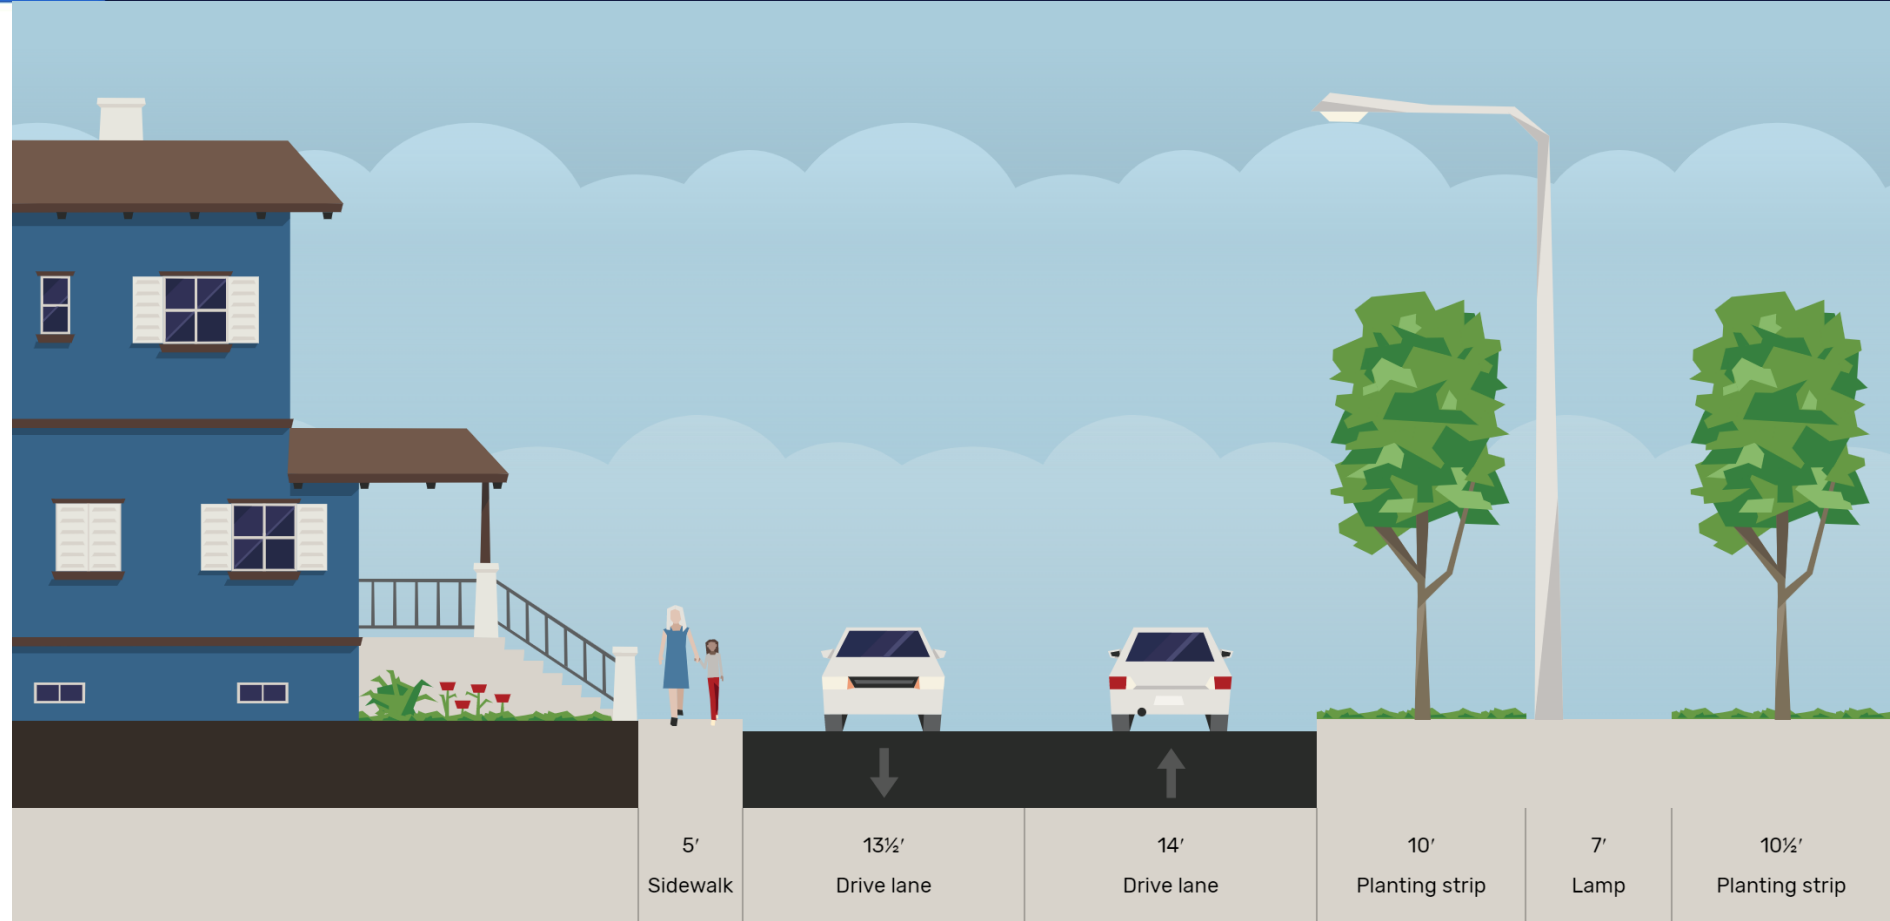 5′
Sidewalk
13½′
Drive lane
14′
Drive lane
10′
Planting strip
7′
Lamp
10½′
Planting strip